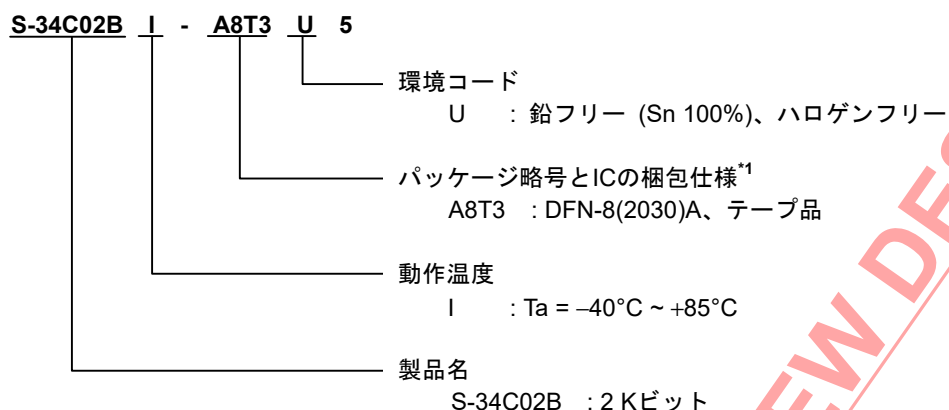 S-34C02B I - A8T3 U 5
環境コード
U : 鉛フリー (Sn 100%)、ハロゲンフリー
パッケージ略号とICの梱包仕様*1
A8T3 : DFN-8(2030)A、テープ品
動作温度
I : Ta = −40°C ~ +85°C
製品名
S-34C02B : 2 Kビット